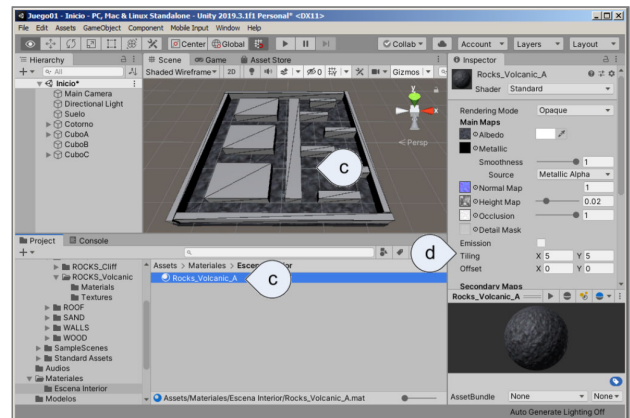 Juego01 - Inicio - PC, Mac & Linux Standalone - Unity 2019.3.1f1 Personal* <DX11>
File Edit Assets GameObject Component Mobile Input Window Help
Center Global Collab Account Layers Layout
Hierarchy
All
Inicio*
Main Camera
Directional Light
Suelo
Cotorno
CuboA
CuboB
CuboC
Scene Game Asset Store
Shaded Wireframe 2D 0 Gizmos
y
x
Persp
c
Inspector
Rocks_Volcanic_A
Shader Standard
Rendering Mode Opaque
Main Maps
Albedo
Metallic
Smoothness 1
Source Metallic Alpha
Normal Map 1
Height Map 0.02
Occlusion 1
Detail Mask
Emission
d
Tiling X 5 Y 5
Offset X 0 Y 0
Secondary Maps
Project Console
ROCKS_Cliff
ROCKS_Volcanic
Materials
Textures
ROOF
SAND
WALLS
WOOD
SampleScenes
Standard Assets
Audios
Materiales
Escena Interior
Modelos
Assets > Materiales > Escena Interior
Rocks_Volcanic_A
c
Assets/Materiales/Escena Interior/Rocks_Volcanic_A.mat
Rocks_Volcanic_A
AssetBundle None None
Auto Generate Lighting Off